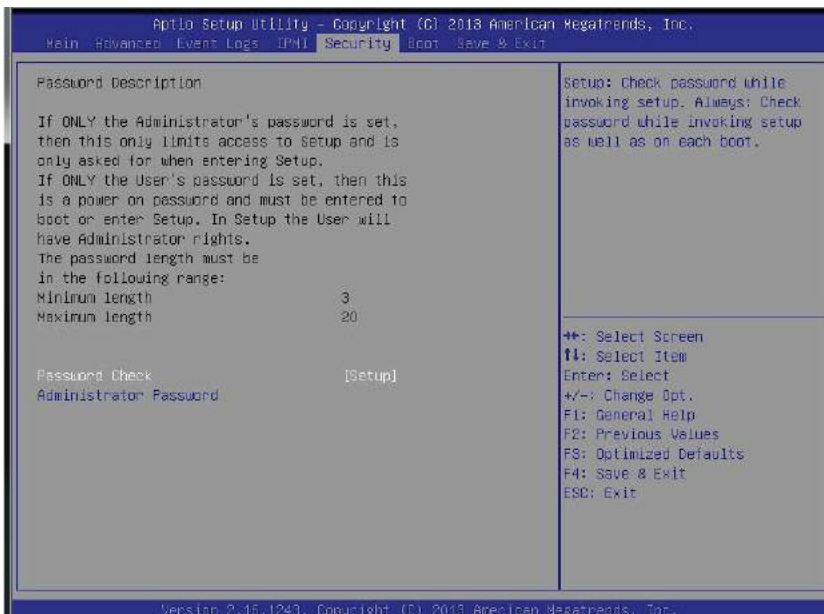 Aptio Setup Utility – Copyright (C) 2013 American Megatrends, Inc.
Main Advanced Event Logs IPMI Security Boot Save & Exit
Password Description
If ONLY the Administrator's password is set,
then this only limits access to Setup and is
only asked for when entering Setup.
If ONLY the User's password is set, then this
is a power on password and must be entered to
boot or enter Setup. In Setup the User will
have Administrator rights.
The password length must be
in the following range:
Minimum length 3
Maximum length 20
Password Check [Setup]
Administrator Password
Setup: Check password while
invoking setup. Always: Check
password while invoking setup
as well as on each boot.
→←: Select Screen
↑↓: Select Item
Enter: Select
+/-: Change Opt.
F1: General Help
F2: Previous Values
F3: Optimized Defaults
F4: Save & Exit
ESC: Exit
Version 2.16.1243. Copyright (C) 2013 American Megatrends, Inc.